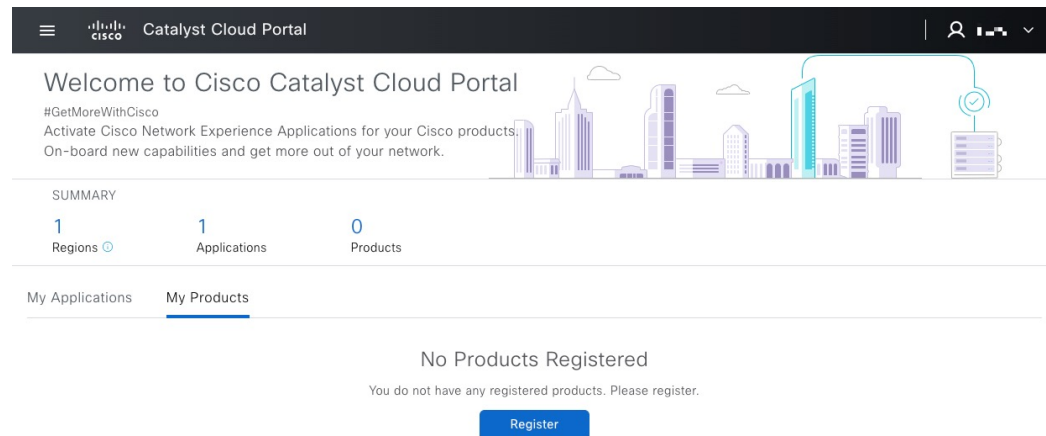 cisco Catalyst Cloud Portal
Welcome to Cisco Catalyst Cloud Portal
#GetMoreWithCisco
Activate Cisco Network Experience Applications for your Cisco products.
On-board new capabilities and get more out of your network.
SUMMARY
1 1 0
Regions Applications Products
My Applications My Products
No Products Registered
You do not have any registered products. Please register.
Register